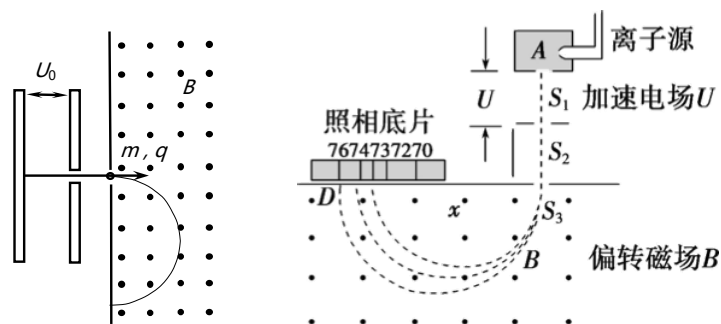 U₀
B
m , q
A
离子源
U
S₁
加速电场U
S₂
照相底片
7674737270
D
x
S₃
B
偏转磁场B